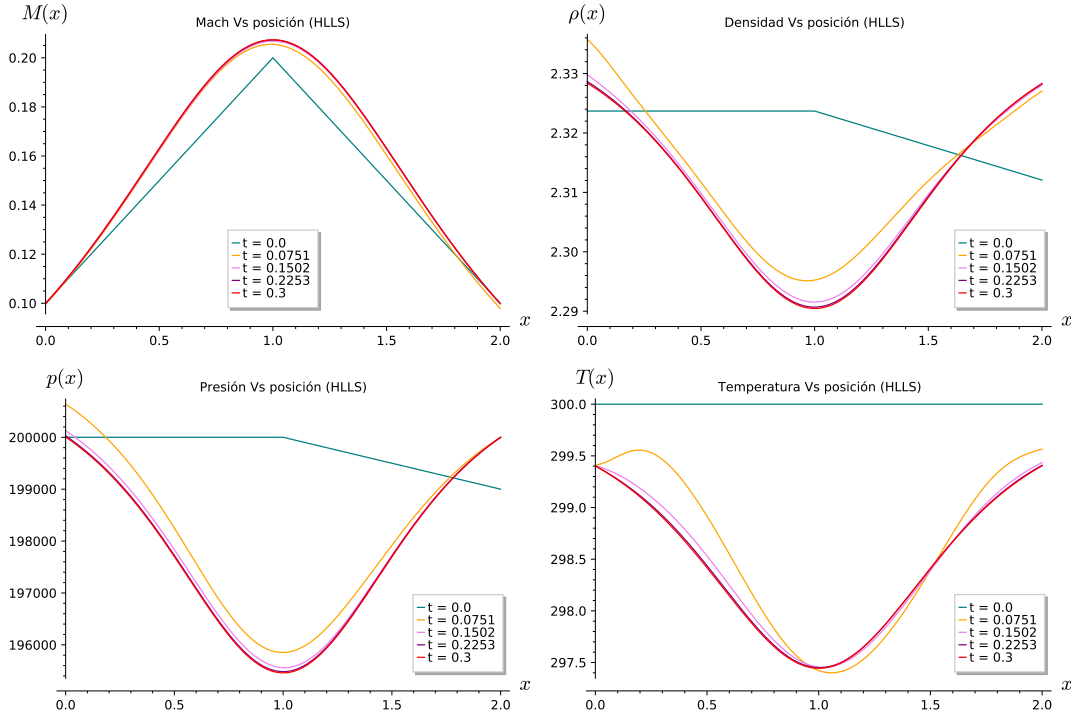 M(x)
Mach Vs posición (HLLS)
0.20
0.18
0.16
0.14
0.12
0.10
t = 0.0
t = 0.0751
t = 0.1502
t = 0.2253
t = 0.3
0.0 0.5 1.0 1.5 2.0
x
ρ(x)
Densidad Vs posición (HLLS)
2.33
2.32
2.31
2.30
2.29
t = 0.0
t = 0.0751
t = 0.1502
t = 0.2253
t = 0.3
0.0 0.5 1.0 1.5 2.0
x
p(x)
Presión Vs posición (HLLS)
200000
199000
198000
197000
196000
t = 0.0
t = 0.0751
t = 0.1502
t = 0.2253
t = 0.3
0.0 0.5 1.0 1.5 2.0
x
T(x)
Temperatura Vs posición (HLLS)
300.0
299.5
299.0
298.5
298.0
297.5
t = 0.0
t = 0.0751
t = 0.1502
t = 0.2253
t = 0.3
0.0 0.5 1.0 1.5 2.0
x